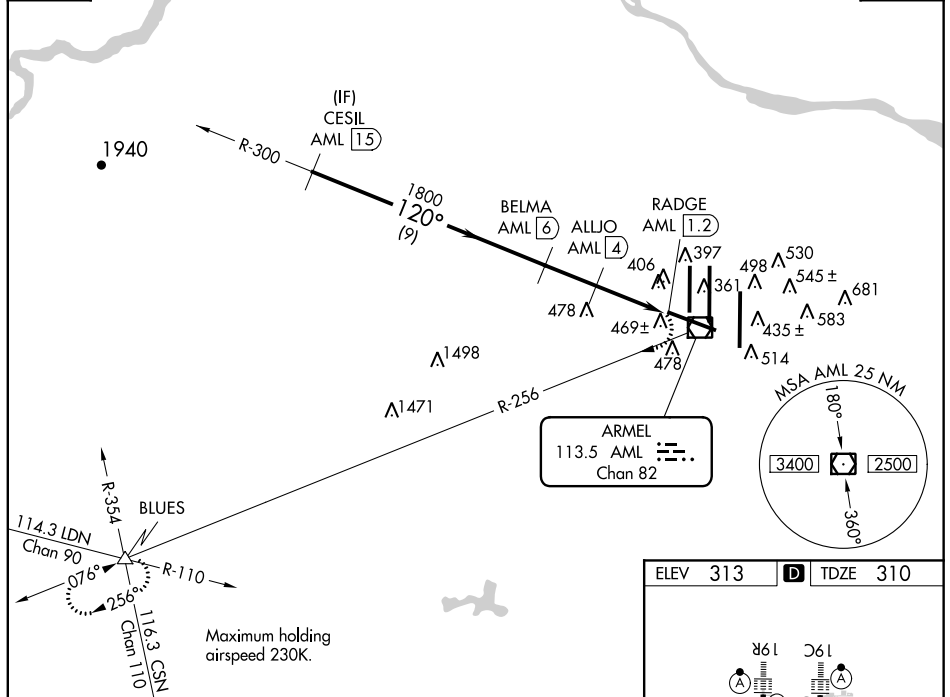 (IF)
CESIL
AML 15
R-300
1940
1800
120°
(9)
BELMA
AML 6
ALIJO
AML 4
RADGE
AML 1.2
397
406
361
498
530
545 ±
681
583
435 ±
514
478
469±
478
1498
1471
R-256
ARMEL
113.5 AML
Chan 82
MSA AML 25 NM
180°
3400
2500
360°
R-354
BLUES
114.3 LDN
Chan 90
R-110
076°
256°
116.3 CSN
Chan 110
Maximum holding
airspeed 230K.
ELEV 313 D TDZE 310
19R 19C
A A